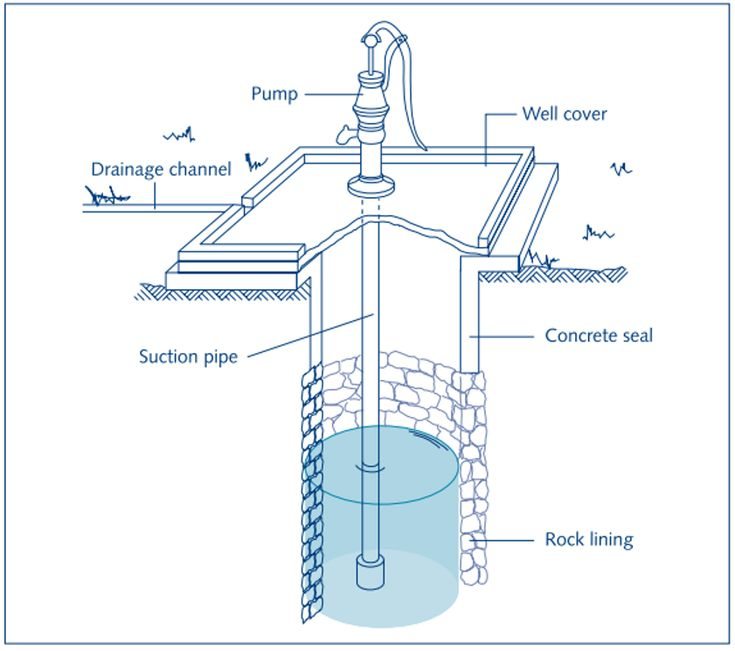 Pump
Well cover
Drainage channel
Suction pipe
Concrete seal
Rock lining